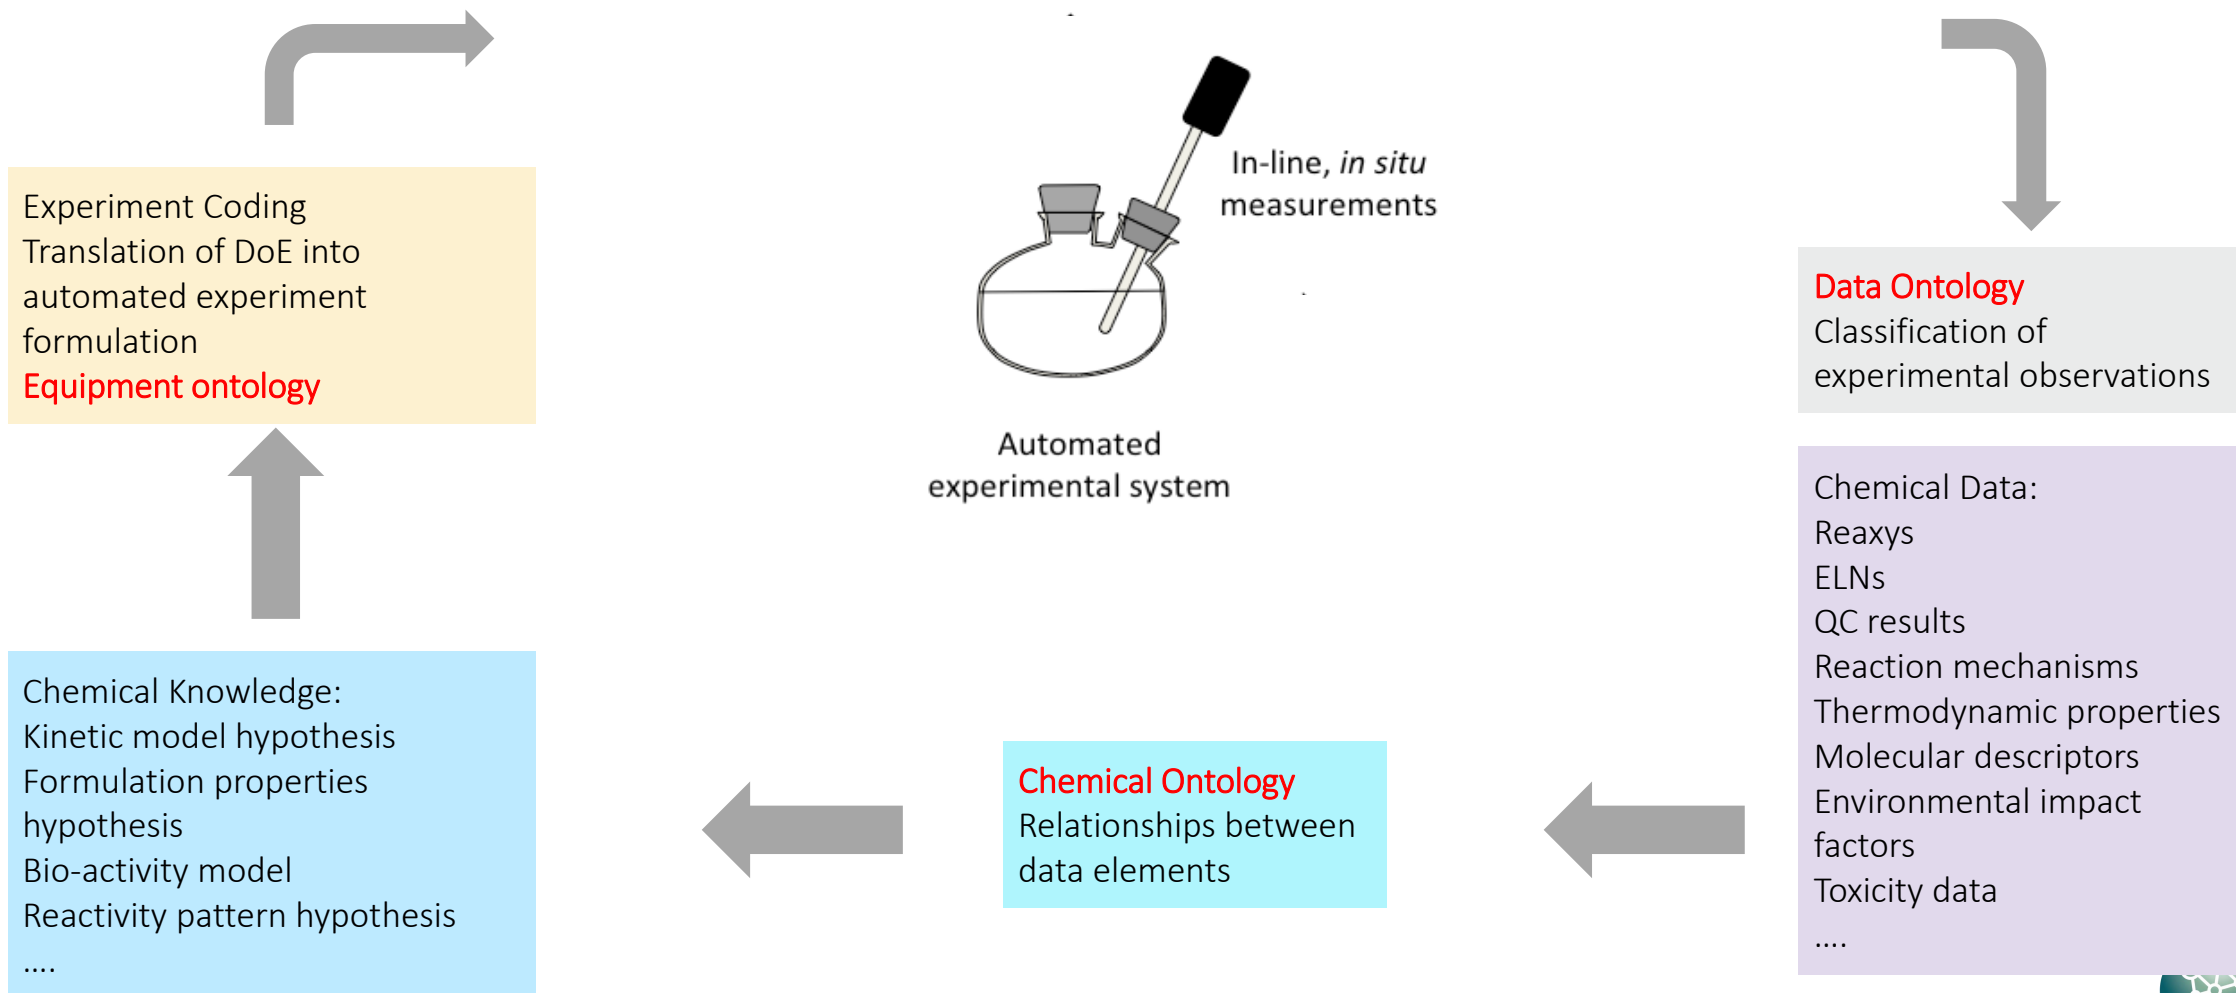 Experiment Coding
Translation of DoE into
automated experiment
formulation
Equipment ontology
In-line, in situ
measurements
Automated
experimental system
Data Ontology
Classification of
experimental observations
Chemical Data:
Reaxys
ELNs
QC results
Reaction mechanisms
Thermodynamic properties
Molecular descriptors
Environmental impact
factors
Toxicity data
....
Chemical Ontology
Relationships between
data elements
Chemical Knowledge:
Kinetic model hypothesis
Formulation properties
hypothesis
Bio-activity model
Reactivity pattern hypothesis
....